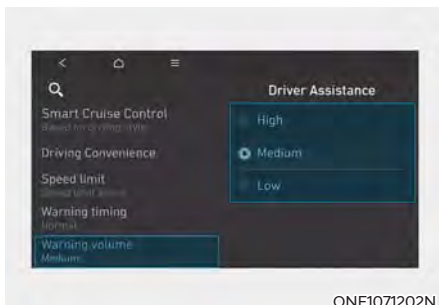 Driver Assistance
Smart Cruise Control
Based on driving style
Driving Convenience
Speed limit
Speed limit
Warning timing
Normal
Warning volume
Medium
High
Medium
Low
ONE1071202N